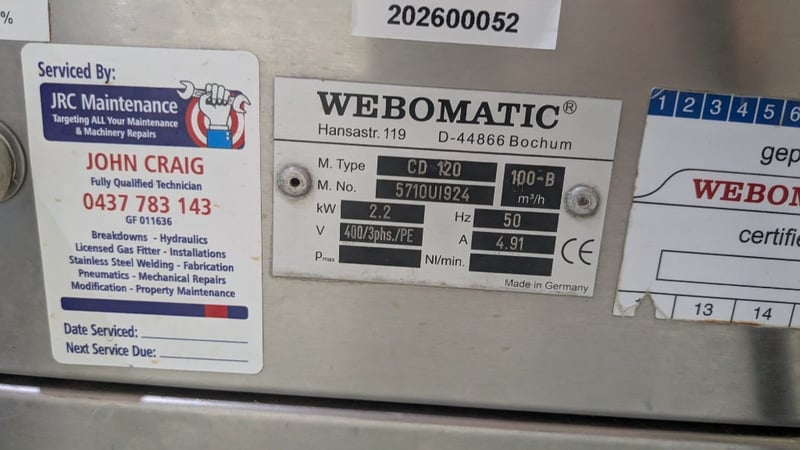 %
202600052
Serviced By:
JRC Maintenance
Targeting ALL Your Maintenance
& Machinery Repairs
JOHN CRAIG
Fully Qualified Technician
0437 783 143
GF 011636
Breakdowns - Hydraulics
Licensed Gas Fitter - Installations
Stainless Steel Welding - Fabrication
Pneumatics - Mechanical Repairs
Modification - Property Maintenance
Date Serviced:
Next Service Due:
WEBOMATIC®
Hansastr. 119 D-44866 Bochum
M. Type CD 120 100-B m³/h
M. No. 5710UI924
kW 2.2 Hz 50
V 400/3phs./PE A 4.91
Pmax Nl/min. CE
Made in Germany
1 2 3 4 5 6
gep
WEBOM
certifie
13 14